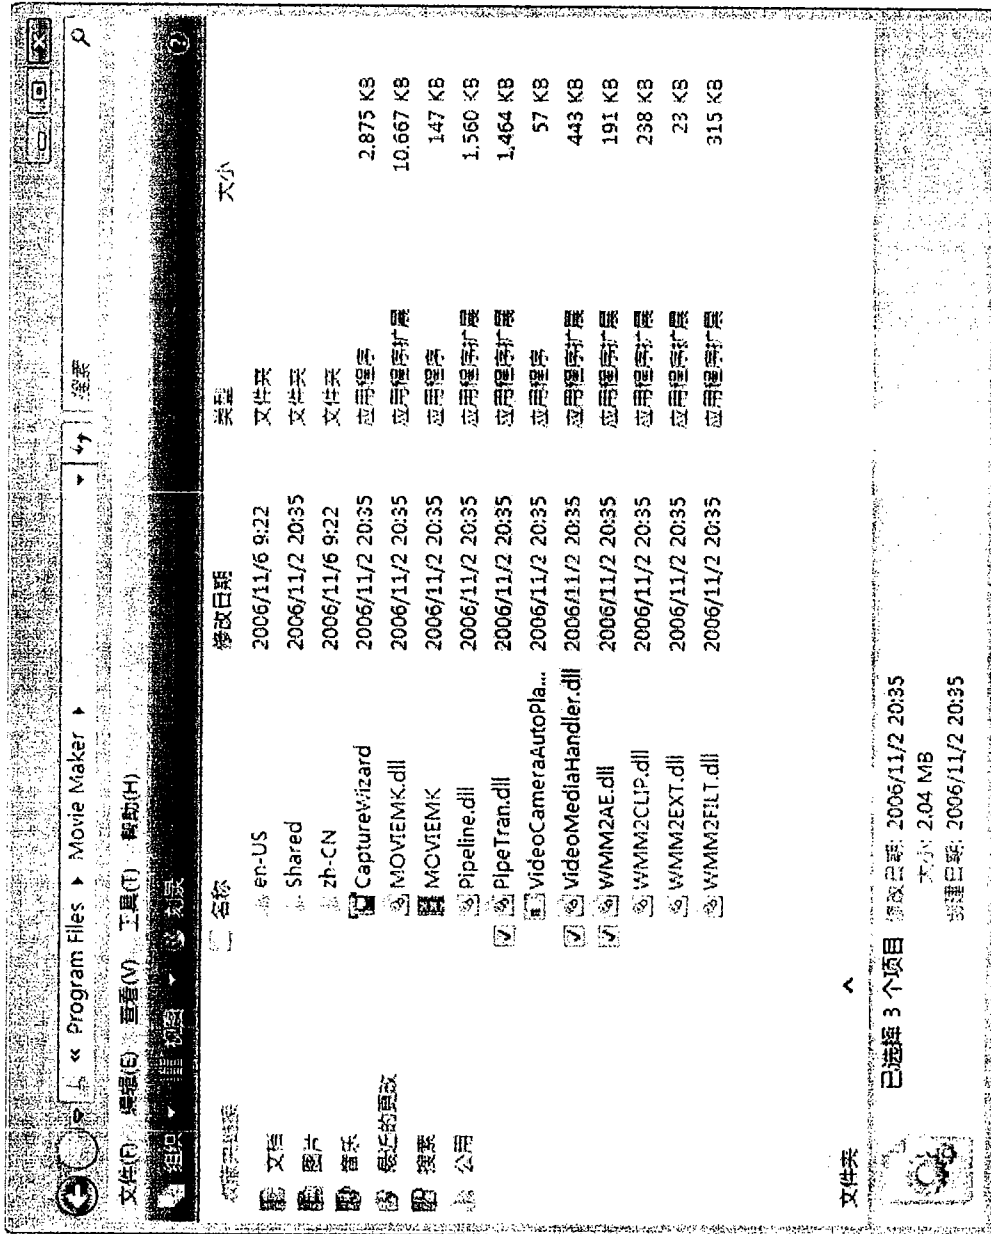 « Program Files ▸ Movie Maker ▸
搜索
文件(F) 编辑(E) 查看(V) 工具(T) 帮助(H)
组织 视图 刻录
收藏夹链接
文档
图片
音乐
最近的更改
搜索
公用
文件夹
名称 修改日期 类型 大小
en-US 2006/11/6 9:22 文件夹
Shared 2006/11/2 20:35 文件夹
zh-CN 2006/11/6 9:22 文件夹
CaptureWizard 2006/11/2 20:35 应用程序 2,875 KB
MOVIEMK.dll 2006/11/2 20:35 应用程序扩展 10,667 KB
MOVIEMK 2006/11/2 20:35 应用程序 147 KB
Pipeline.dll 2006/11/2 20:35 应用程序扩展 1,560 KB
PipeTran.dll 2006/11/2 20:35 应用程序扩展 1,464 KB
VideoCameraAutoPla... 2006/11/2 20:35 应用程序 57 KB
VideoMediaHandler.dll 2006/11/2 20:35 应用程序扩展 443 KB
WMM2AE.dll 2006/11/2 20:35 应用程序扩展 191 KB
WMM2CLIP.dll 2006/11/2 20:35 应用程序扩展 238 KB
WMM2EXT.dll 2006/11/2 20:35 应用程序扩展 23 KB
WMM2FILT.dll 2006/11/2 20:35 应用程序扩展 315 KB
已选择 3 个项目 修改日期: 2006/11/2 20:35
大小: 2.04 MB
创建日期: 2006/11/2 20:35